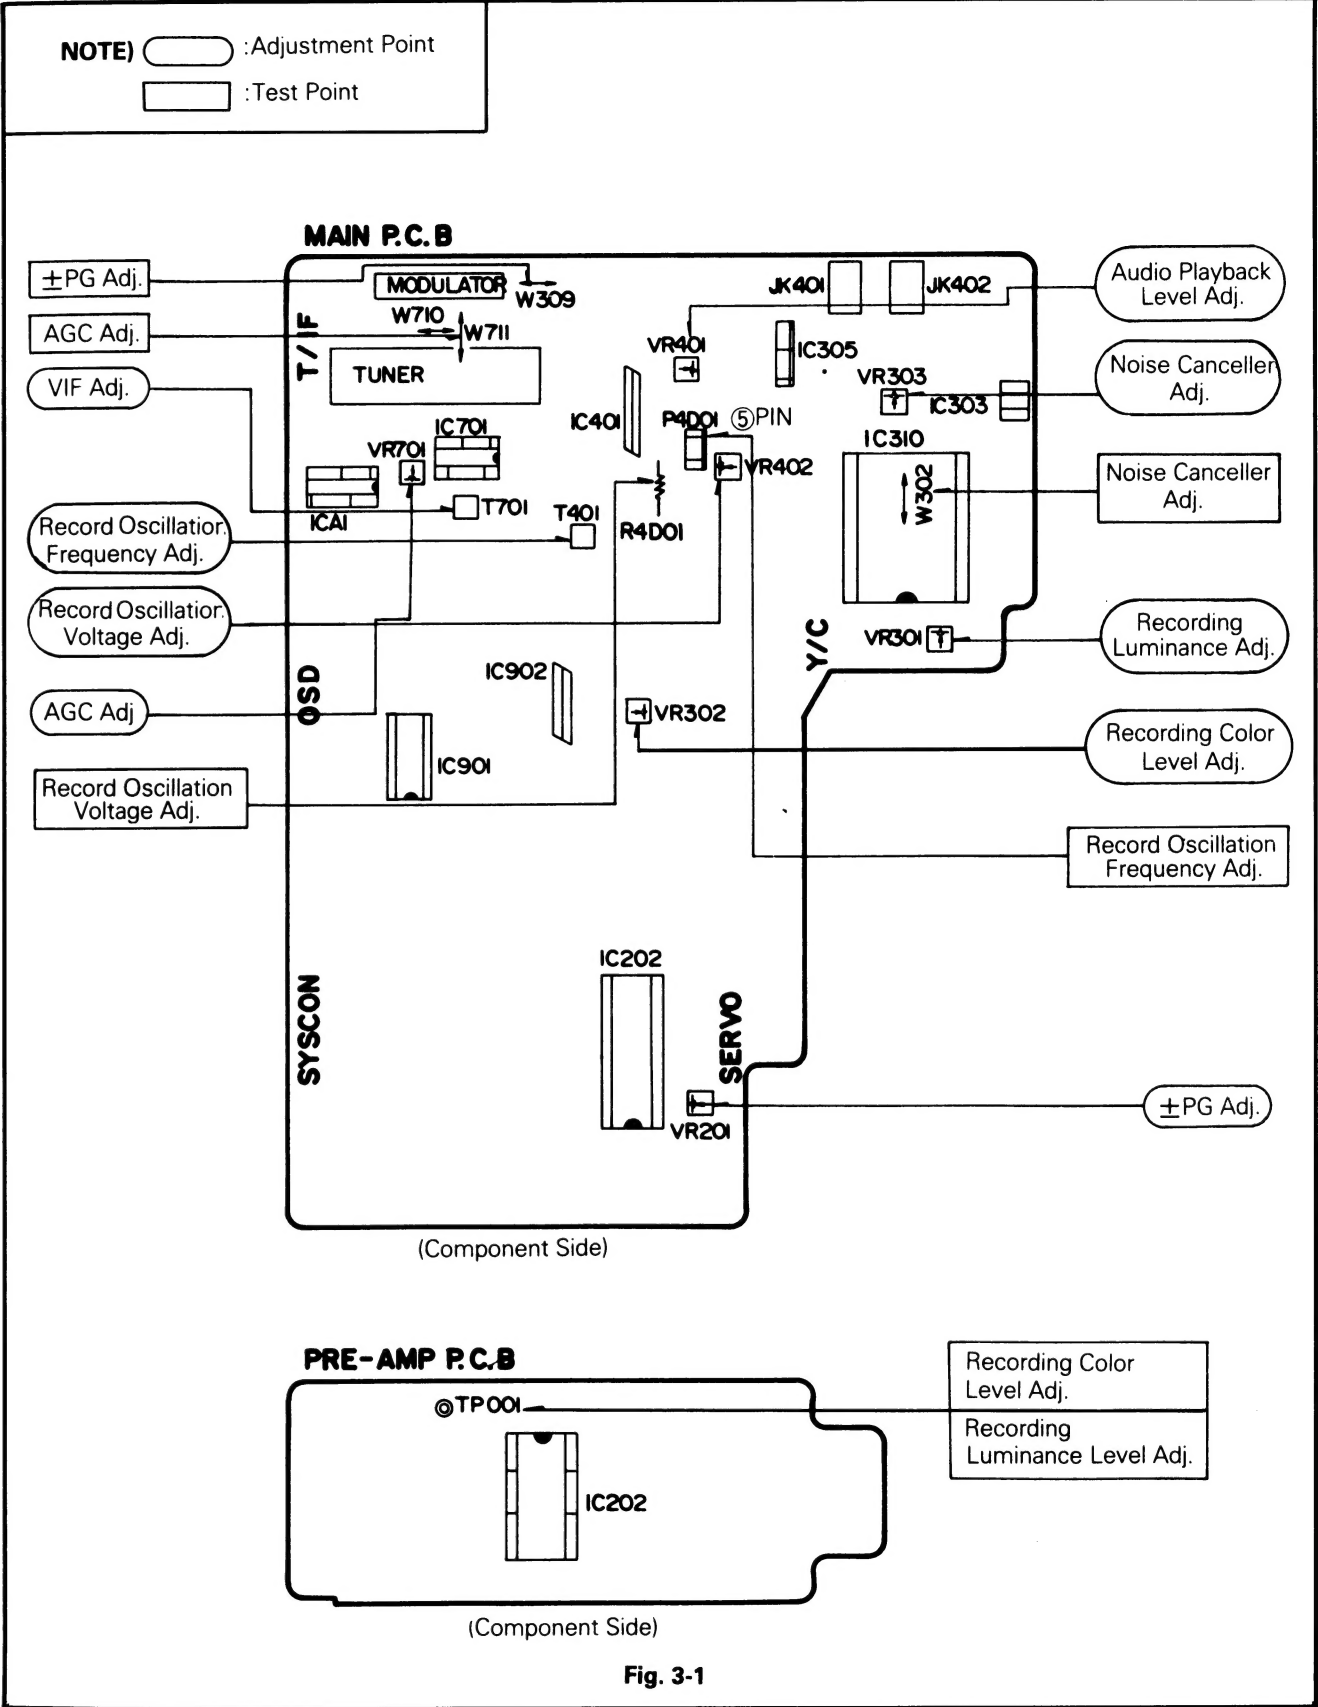 NOTE) :Adjustment Point
:Test Point
MAIN P.C.B
±PG Adj.
AGC Adj.
VIF Adj.
Record Oscillation
Frequency Adj.
Record Oscillation
Voltage Adj.
AGC Adj
Record Oscillation
Voltage Adj.
MODULATOR
W309
W710
W711
T/IF
TUNER
IC701
VR701
ICA1
T701
T401
IC401
VR401
P4D01
⑤PIN
VR402
R4D01
JK401
JK402
IC305
VR303
IC303
IC310
W302
VR301
Y/C
OSD
IC902
IC901
VR302
SYSCON
IC202
SERVO
VR201
Audio Playback
Level Adj.
Noise Canceller
Adj.
Noise Canceller
Adj.
Recording
Luminance Adj.
Recording Color
Level Adj.
Record Oscillation
Frequency Adj.
±PG Adj.
(Component Side)
PRE-AMP P.C.B
TP001
IC202
Recording Color
Level Adj.
Recording
Luminance Level Adj.
(Component Side)
Fig. 3-1